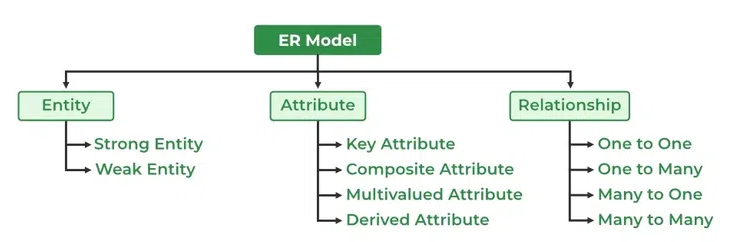 ER Model
Entity
Strong Entity
Weak Entity
Attribute
Key Attribute
Composite Attribute
Multivalued Attribute
Derived Attribute
Relationship
One to One
One to Many
Many to One
Many to Many